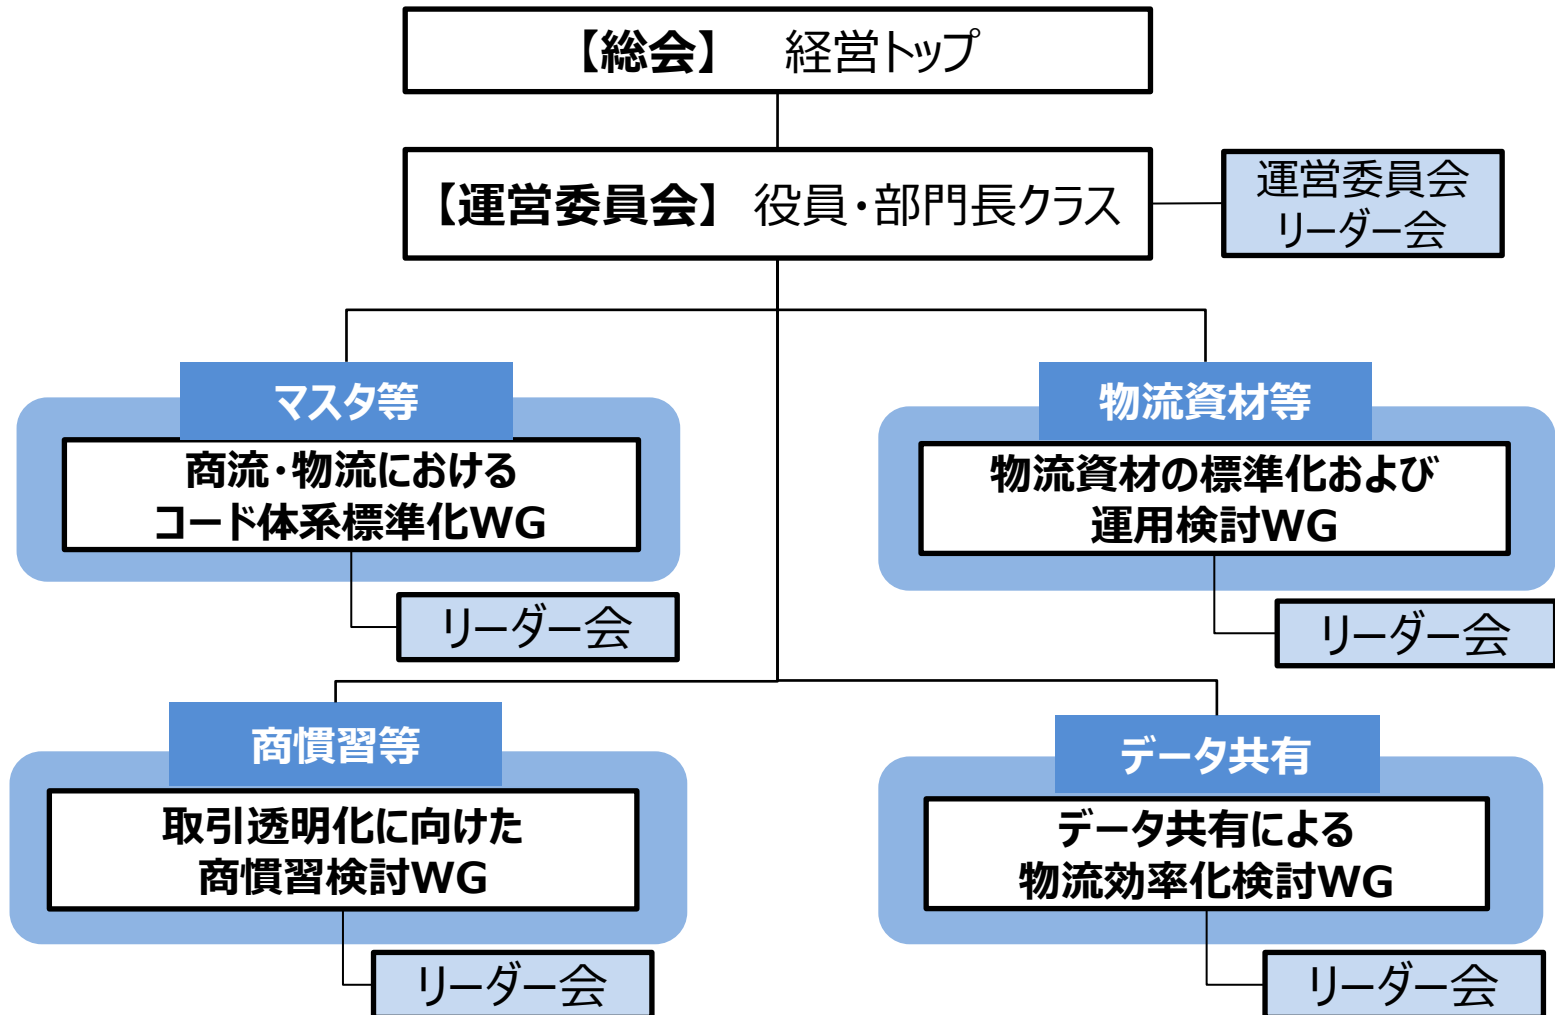 【総会】　経営トップ
【運営委員会】 役員・部門長クラス
運営委員会
リーダー会
マスタ等
商流・物流における
コード体系標準化WG
リーダー会
物流資材等
物流資材の標準化および
運用検討WG
リーダー会
商慣習等
取引透明化に向けた
商慣習検討WG
リーダー会
データ共有
データ共有による
物流効率化検討WG
リーダー会